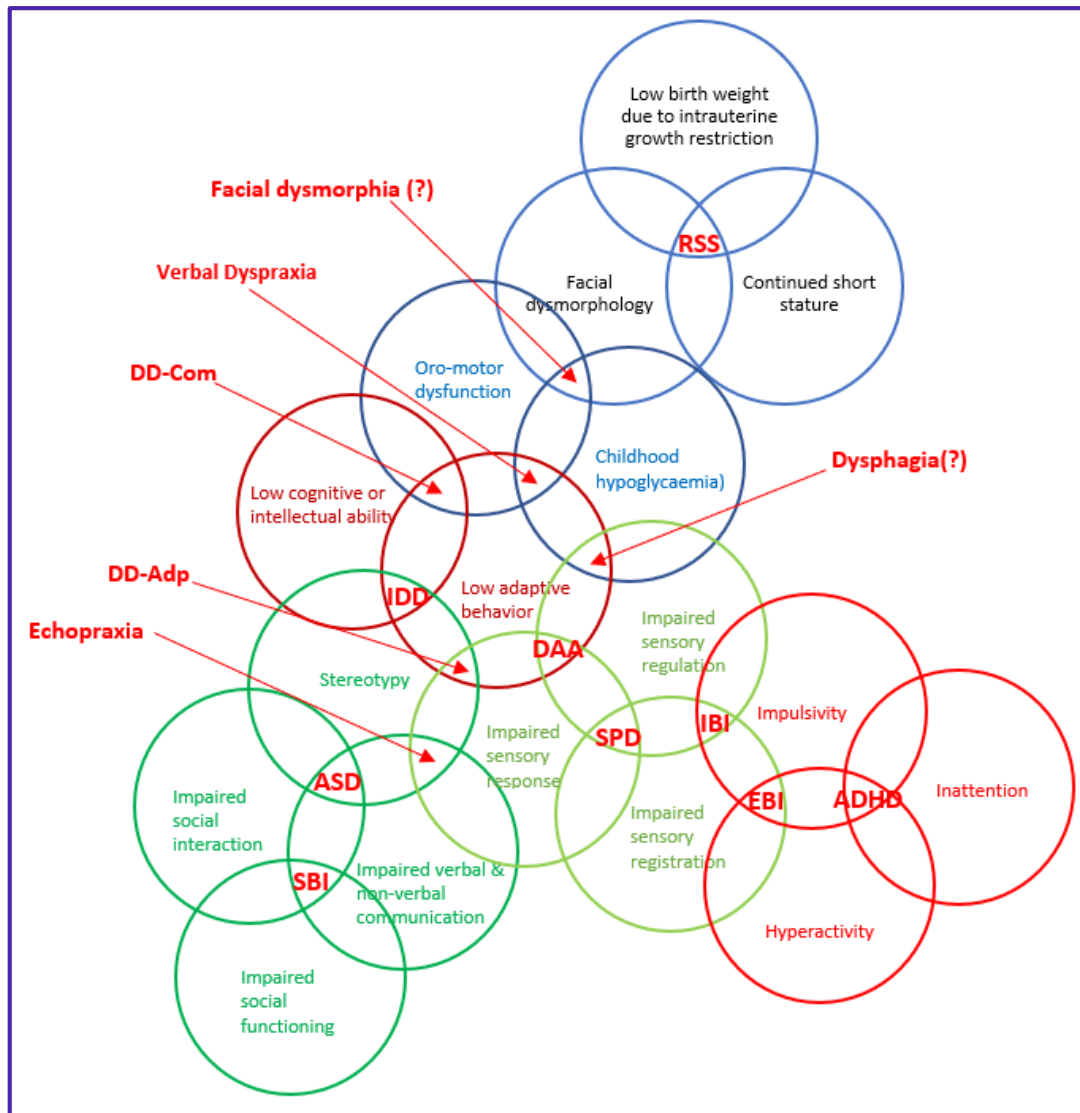 Low birth weight
due to intrauterine
growth restriction
Facial dysmorphia (?)
RSS
Verbal Dyspraxia
Facial
dysmorphology
Continued short
stature
DD-Com
Oro-motor
dysfunction
Childhood
hypoglycaemia)
Dysphagia(?)
Low cognitive or
intellectual ability
DD-Adp
IDD
Low adaptive
behavior
Echopraxia
DAA
Impaired
sensory
regulation
Stereotypy
Impulsivity
Impaired
sensory
response
SPD
IBI
ASD
EBI
ADHD
Inattention
Impaired
social
interaction
Impaired
sensory
registration
SBI
Impaired verbal &
non-verbal
communication
Hyperactivity
Impaired
social
functioning